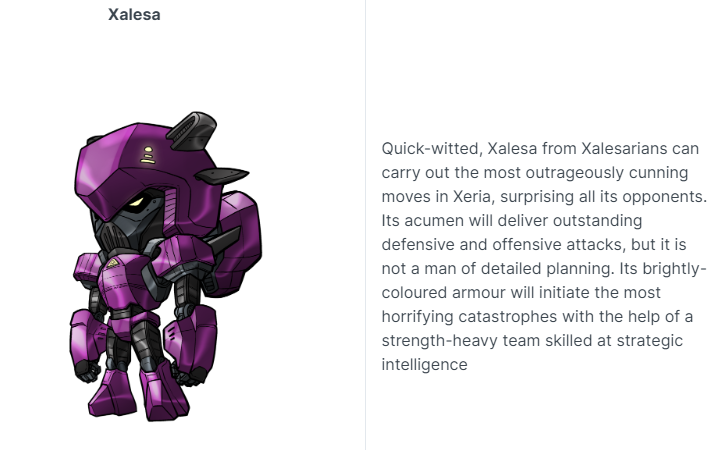 Xalesa
Quick-witted, Xalesa from Xalesarians can
carry out the most outrageously cunning
moves in Xeria, surprising all its opponents.
Its acumen will deliver outstanding
defensive and offensive attacks, but it is
not a man of detailed planning. Its brightly-
coloured armour will initiate the most
horrifying catastrophes with the help of a
strength-heavy team skilled at strategic
intelligence